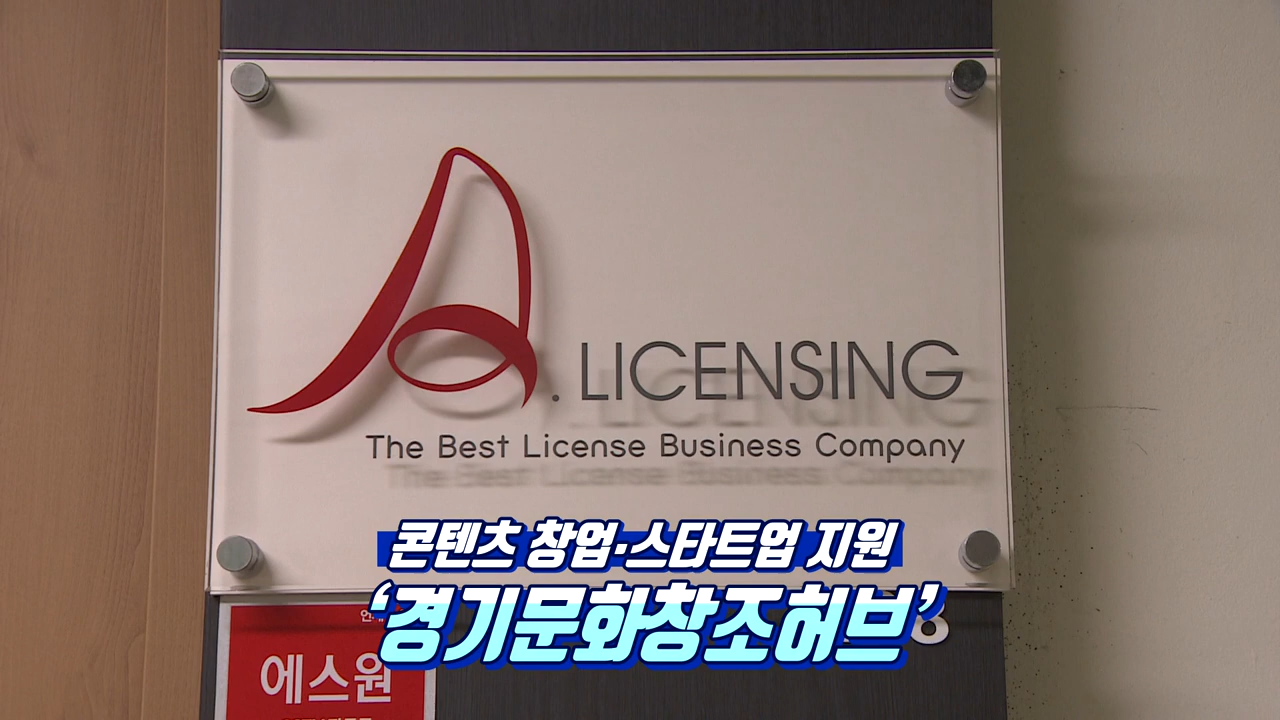 A. LICENSING
The Best License Business Company
콘텐츠 창업·스타트업 지원
‘경기문화창조허브’
8
에스원